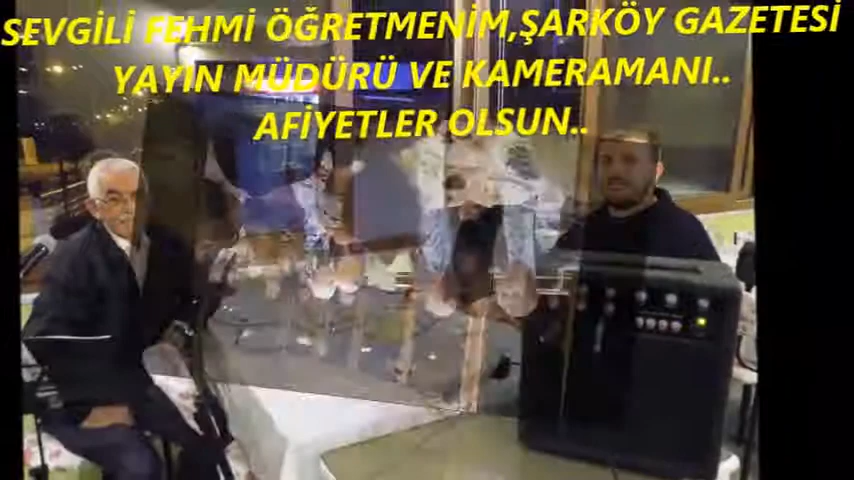 SEVGİLİ FEHMİ ÖĞRETMENİM,ŞARKÖY GAZETESİ
YAYIN MÜDÜRÜ VE KAMERAMANI..
AFİYETLER OLSUN..